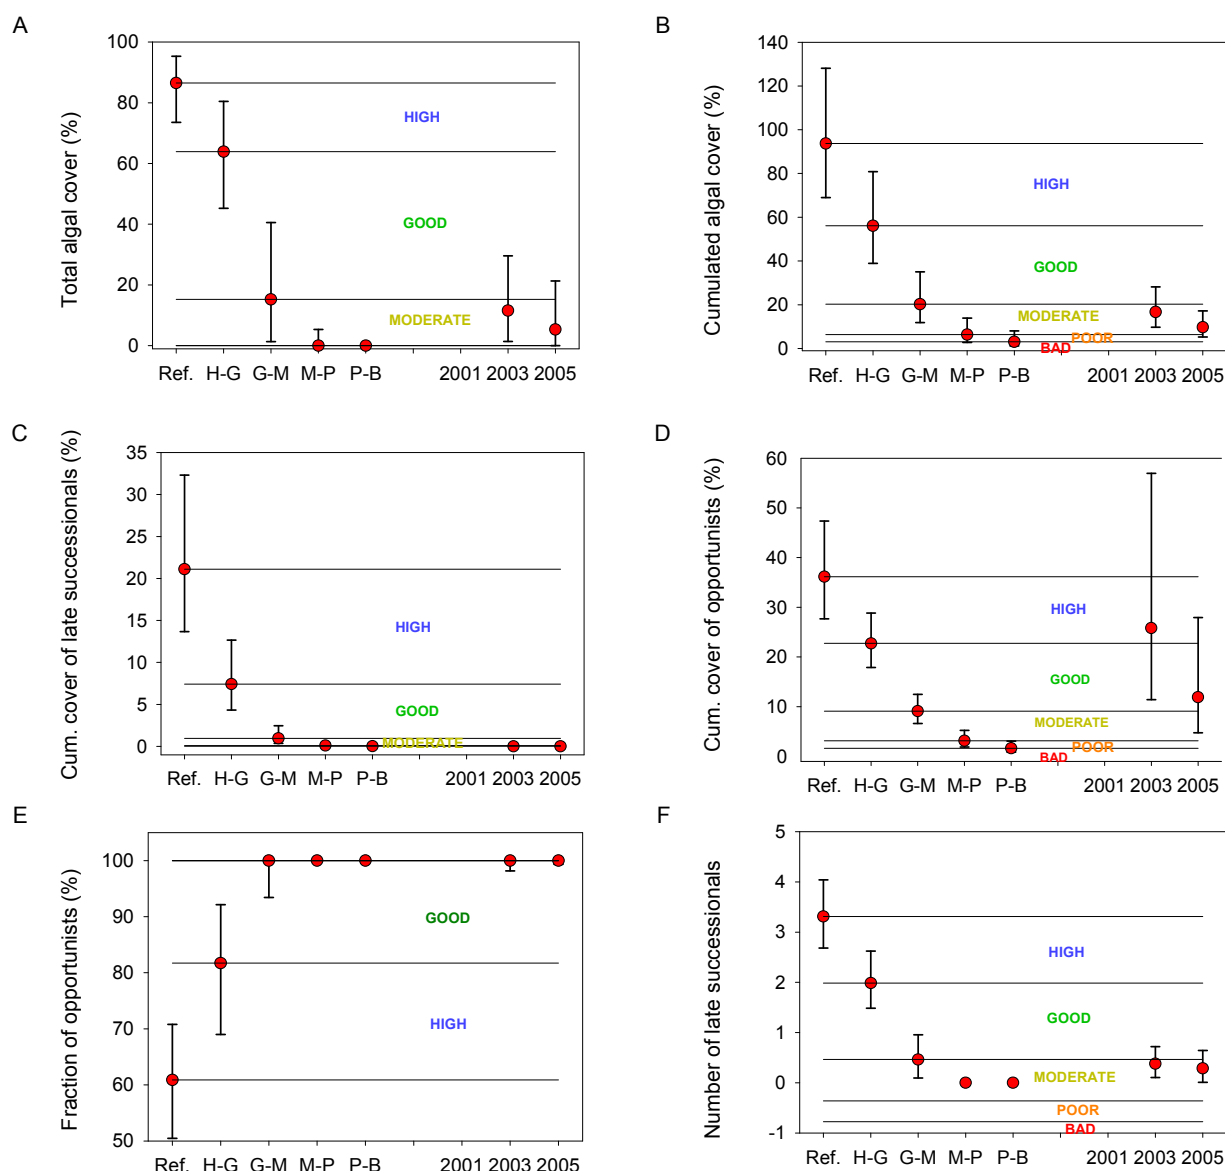 A
Total algal cover (%)
100
80
60
40
20
0
HIGH
GOOD
MODERATE
Ref. H-G G-M M-P P-B 2001 2003 2005
B
Cumulated algal cover (%)
140
120
100
80
60
40
20
0
HIGH
GOOD
MODERATE
POOR
BAD
Ref. H-G G-M M-P P-B 2001 2003 2005
C
Cum. cover of late successionals (%)
35
30
25
20
15
10
5
0
HIGH
GOOD
MODERATE
Ref. H-G G-M M-P P-B 2001 2003 2005
D
Cum. cover of opportunists (%)
60
50
40
30
20
10
0
HIGH
GOOD
MODERATE
POOR
BAD
Ref. H-G G-M M-P P-B 2001 2003 2005
E
Fraction of opportunists (%)
100
90
80
70
60
50
GOOD
HIGH
Ref. H-G G-M M-P P-B 2001 2003 2005
F
Number of late successionals
5
4
3
2
1
0
-1
HIGH
GOOD
MODERATE
POOR
BAD
Ref. H-G G-M M-P P-B 2001 2003 2005